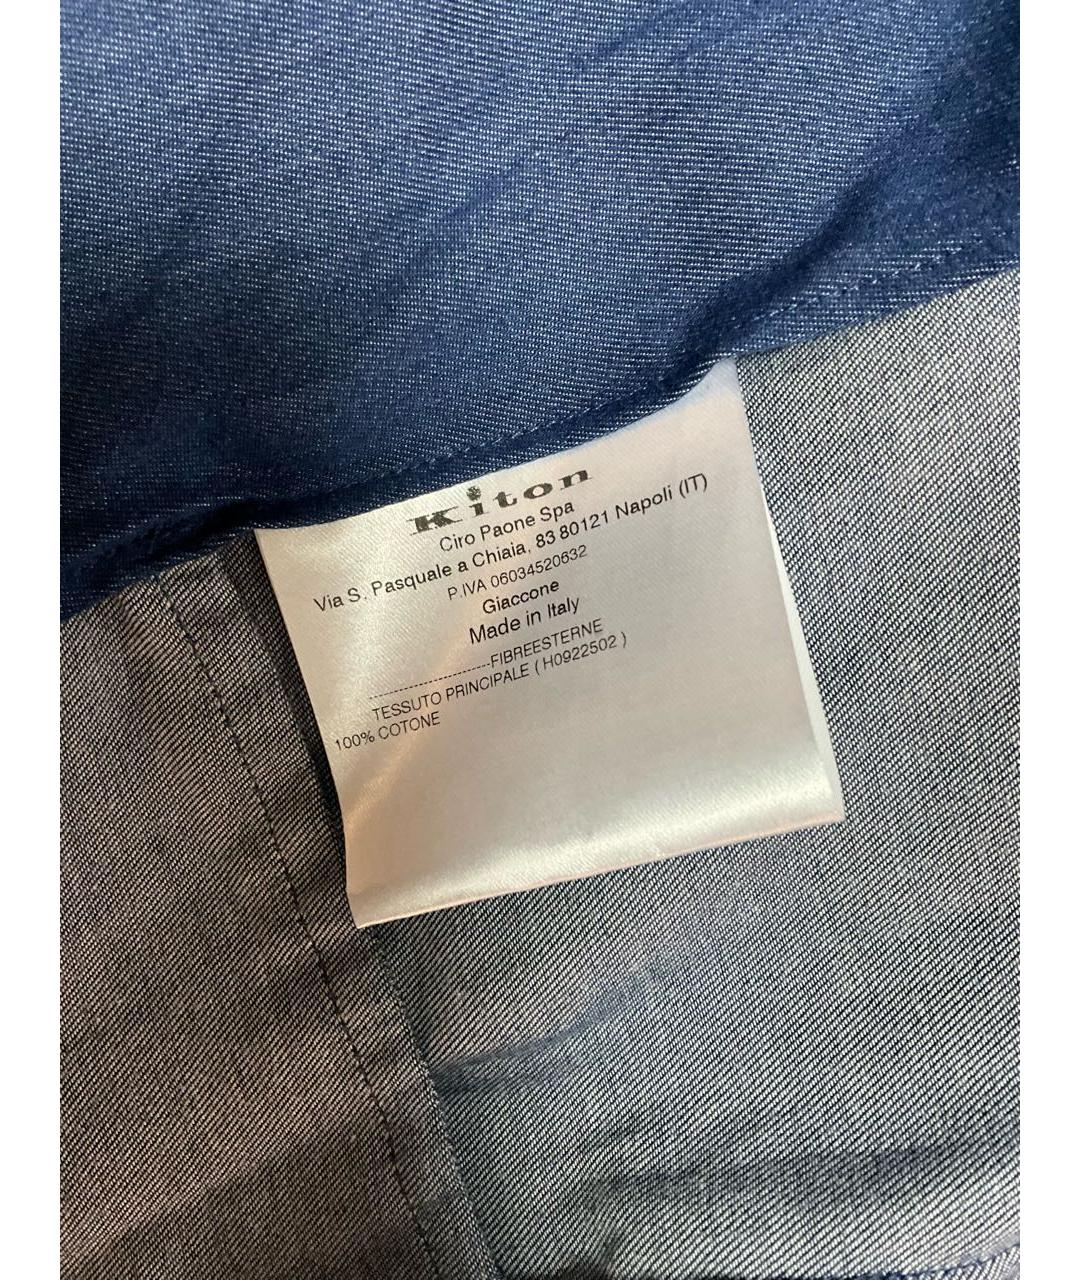 Kiton
Ciro Paone Spa
Via S. Pasquale a Chiaia, 83 80121 Napoli (IT)
P.IVA 06034520632
Giaccone
Made in Italy
------------------------FIBREESTERNE
TESSUTO PRINCIPALE ( H0922502 )
100% COTONE